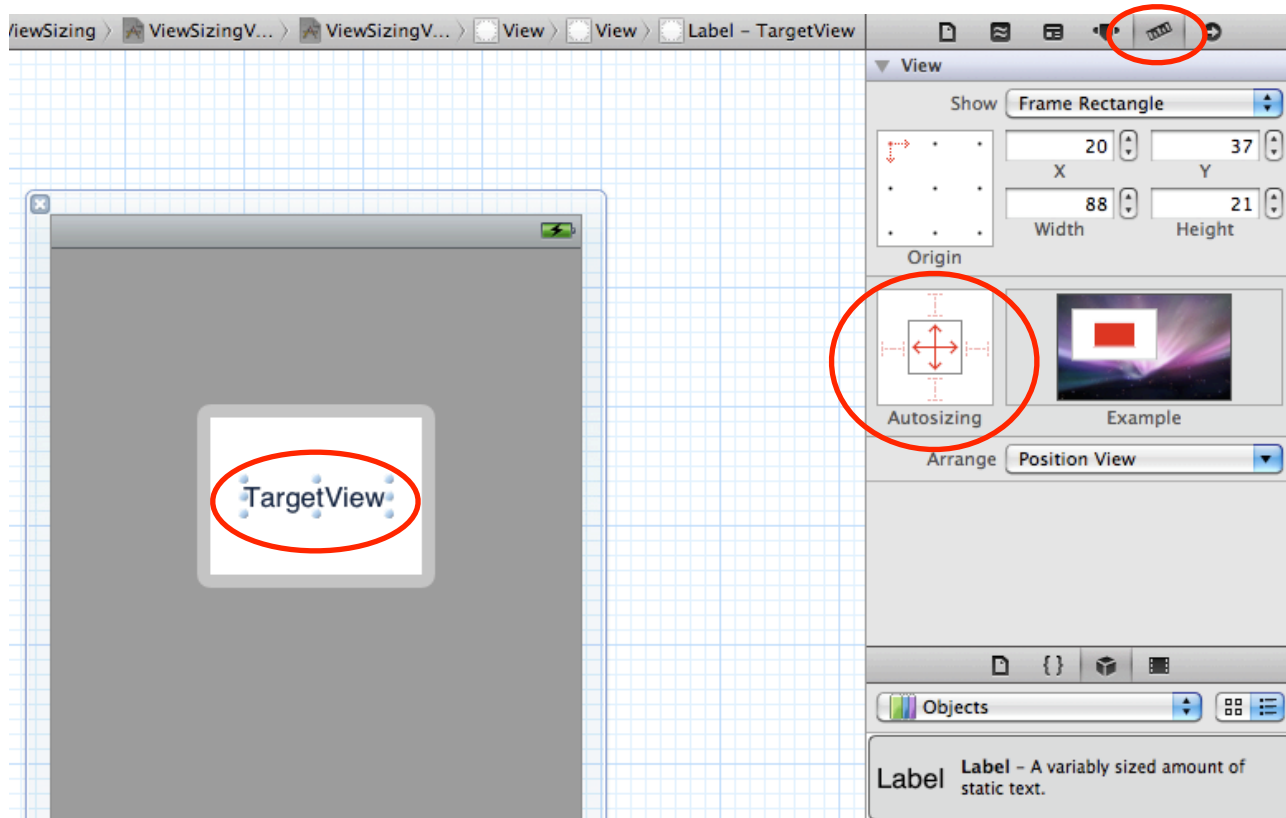 /iewSizing 〉 ViewSizingV... 〉 ViewSizingV... 〉 View 〉 View 〉 Label – TargetView
View
Show Frame Rectangle
20 37
X Y
88 21
Width Height
Origin
Autosizing Example
Arrange Position View
TargetView
{}
Objects
Label
Label – A variably sized amount of
static text.